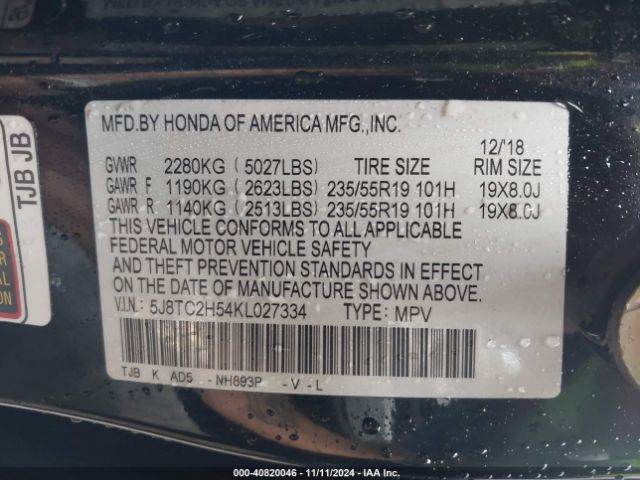 MFD.BY HONDA OF AMERICA MFG.,INC.
12/'18
GVWR 2280KG (5027LBS) TIRE SIZE RIM SIZE
GAWR F 1190KG (2623LBS) 235/55R19 101H 19X8.0J
GAWR R 1140KG (2513LBS) 235/55R19 101H 19X8.0J
THIS VEHICLE CONFORMS TO ALL APPLICABLE
FEDERAL MOTOR VEHICLE SAFETY
AND THEFT PREVENTION STANDARDS IN EFFECT
ON THE DATE OF MANUFACTURE SHOWN ABOVE.
V.I.N.: 5J8TC2H54KL027334 TYPE: MPV
TJB K AD5 -NH893P -V-L
TJB JB
000-40820046 - 11/11/2024 - IAA Inc.